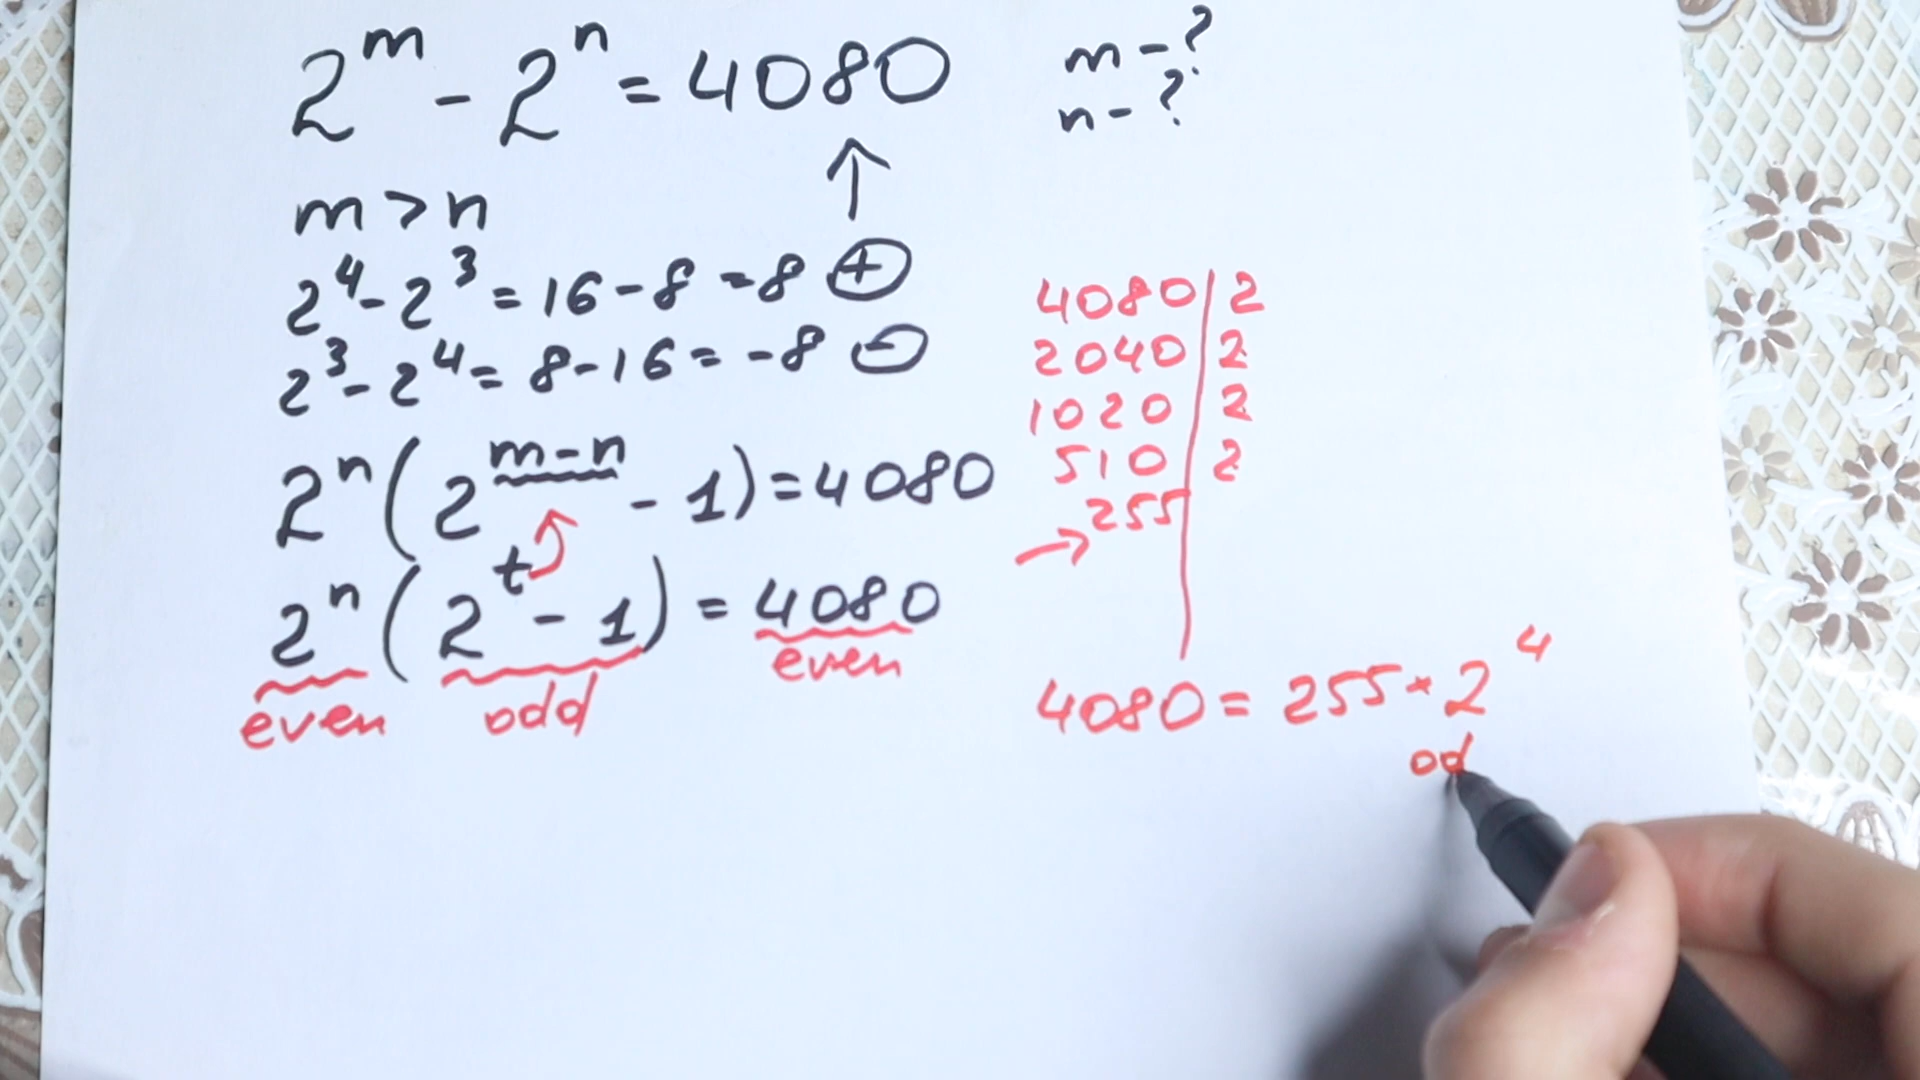 2^m - 2^n = 4080
m - ?
n - ?
m > n
2^4 - 2^3 = 16 - 8 = 8 +
2^3 - 2^4 = 8 - 16 = -8 -
2^n (2^{m-n} - 1) = 4080
2^n (2^t - 1) = 4080
even odd even
4080 | 2
2040 | 2
1020 | 2
510 | 2
→ 255 |
4080 = 255 * 2^4
od